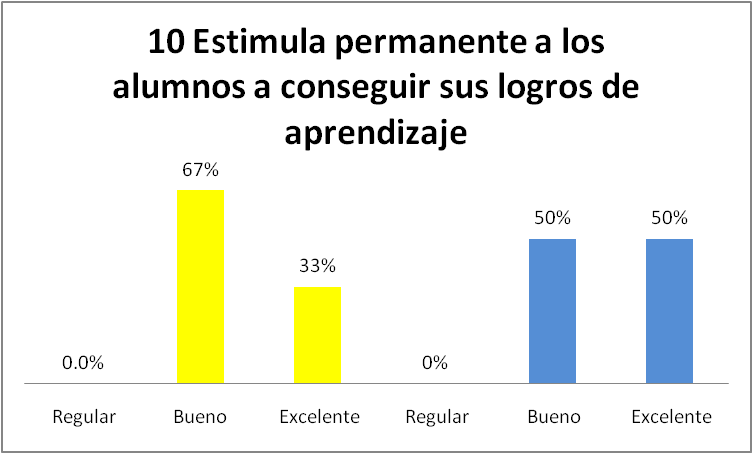 10 Estimula permanente a los
alumnos a conseguir sus logros de
aprendizaje
67%
50%
50%
33%
0.0%
0%
Regular
Bueno
Excelente
Regular
Bueno
Excelente